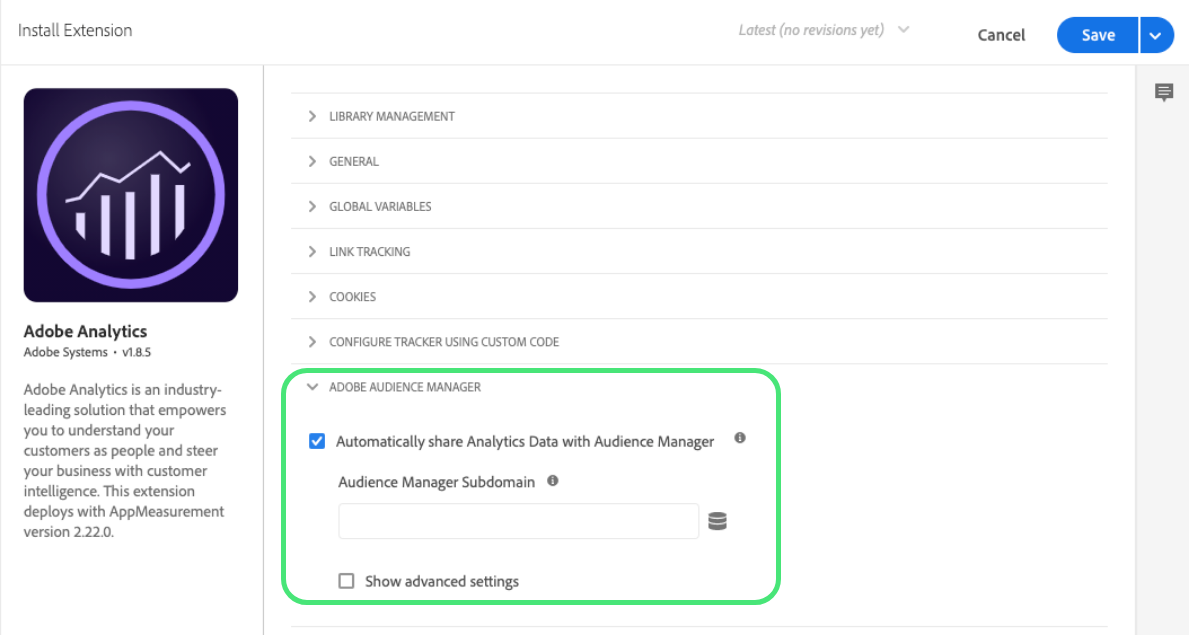 Install Extension
Latest (no revisions yet)
Cancel
Save
Adobe Analytics
Adobe Systems • v1.8.5
Adobe Analytics is an industry-
leading solution that empowers
you to understand your
customers as people and steer
your business with customer
intelligence. This extension
deploys with AppMeasurement
version 2.22.0.
LIBRARY MANAGEMENT
GENERAL
GLOBAL VARIABLES
LINK TRACKING
COOKIES
CONFIGURE TRACKER USING CUSTOM CODE
ADOBE AUDIENCE MANAGER
Automatically share Analytics Data with Audience Manager
Audience Manager Subdomain
Show advanced settings